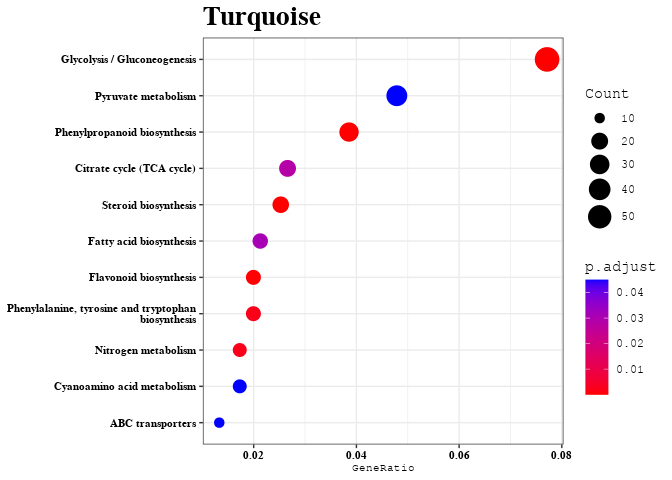 Turquoise
Glycolysis / Gluconeogenesis
Pyruvate metabolism
Phenylpropanoid biosynthesis
Citrate cycle (TCA cycle)
Steroid biosynthesis
Fatty acid biosynthesis
Flavonoid biosynthesis
Phenylalanine, tyrosine and tryptophan
biosynthesis
Nitrogen metabolism
Cyanoamino acid metabolism
ABC transporters
0.02 0.04 0.06 0.08
GeneRatio
Count
10
20
30
40
50
p.adjust
0.04
0.03
0.02
0.01